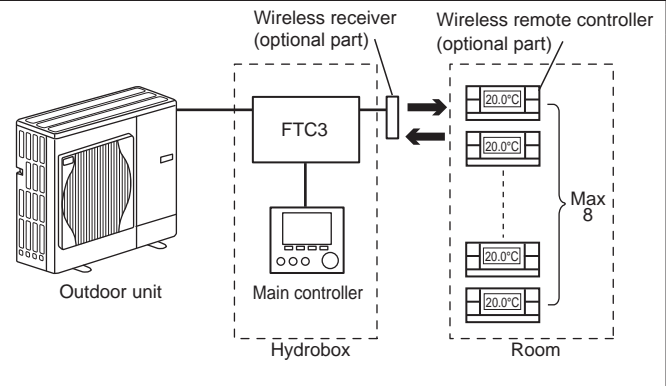 Wireless receiver
(optional part)
Wireless remote controller
(optional part)
FTC3
20.0°C
20.0°C
Max
8
20.0°C
20.0°C
Outdoor unit
Main controller
Hydrobox
Room